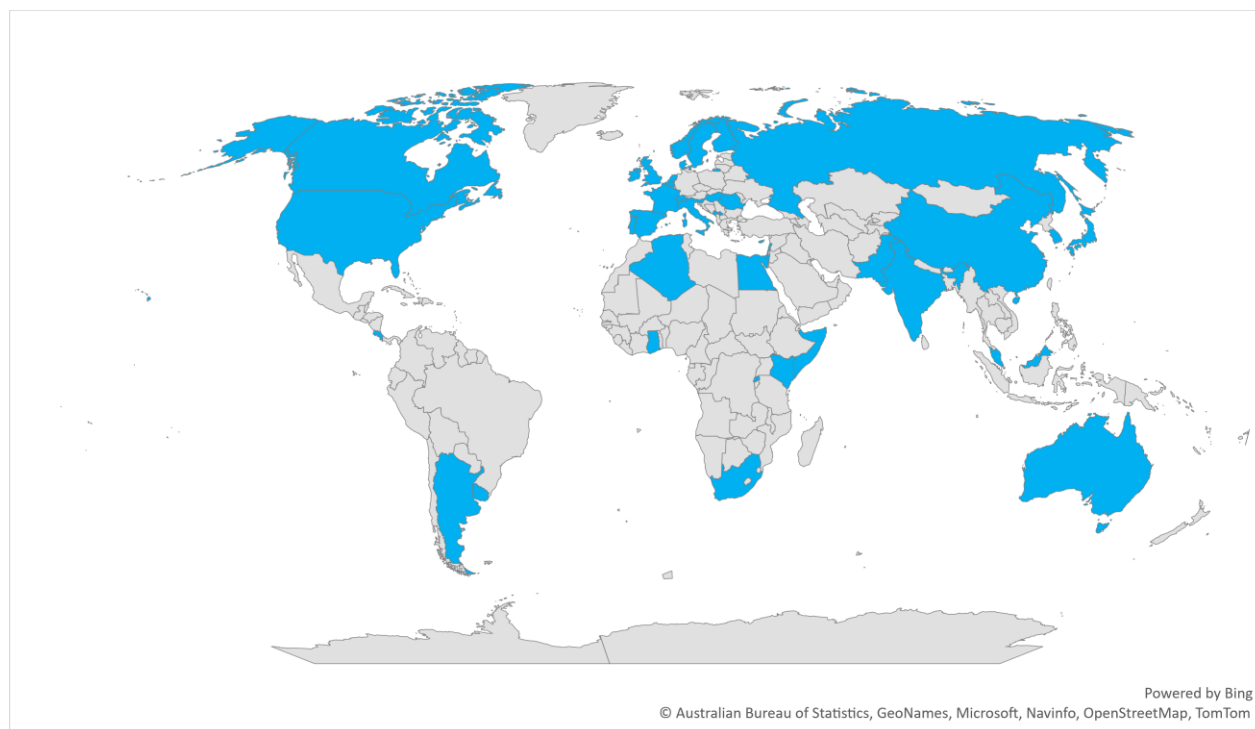 Powered by Bing
© Australian Bureau of Statistics, GeoNames, Microsoft, Navinfo, OpenStreetMap, TomTom